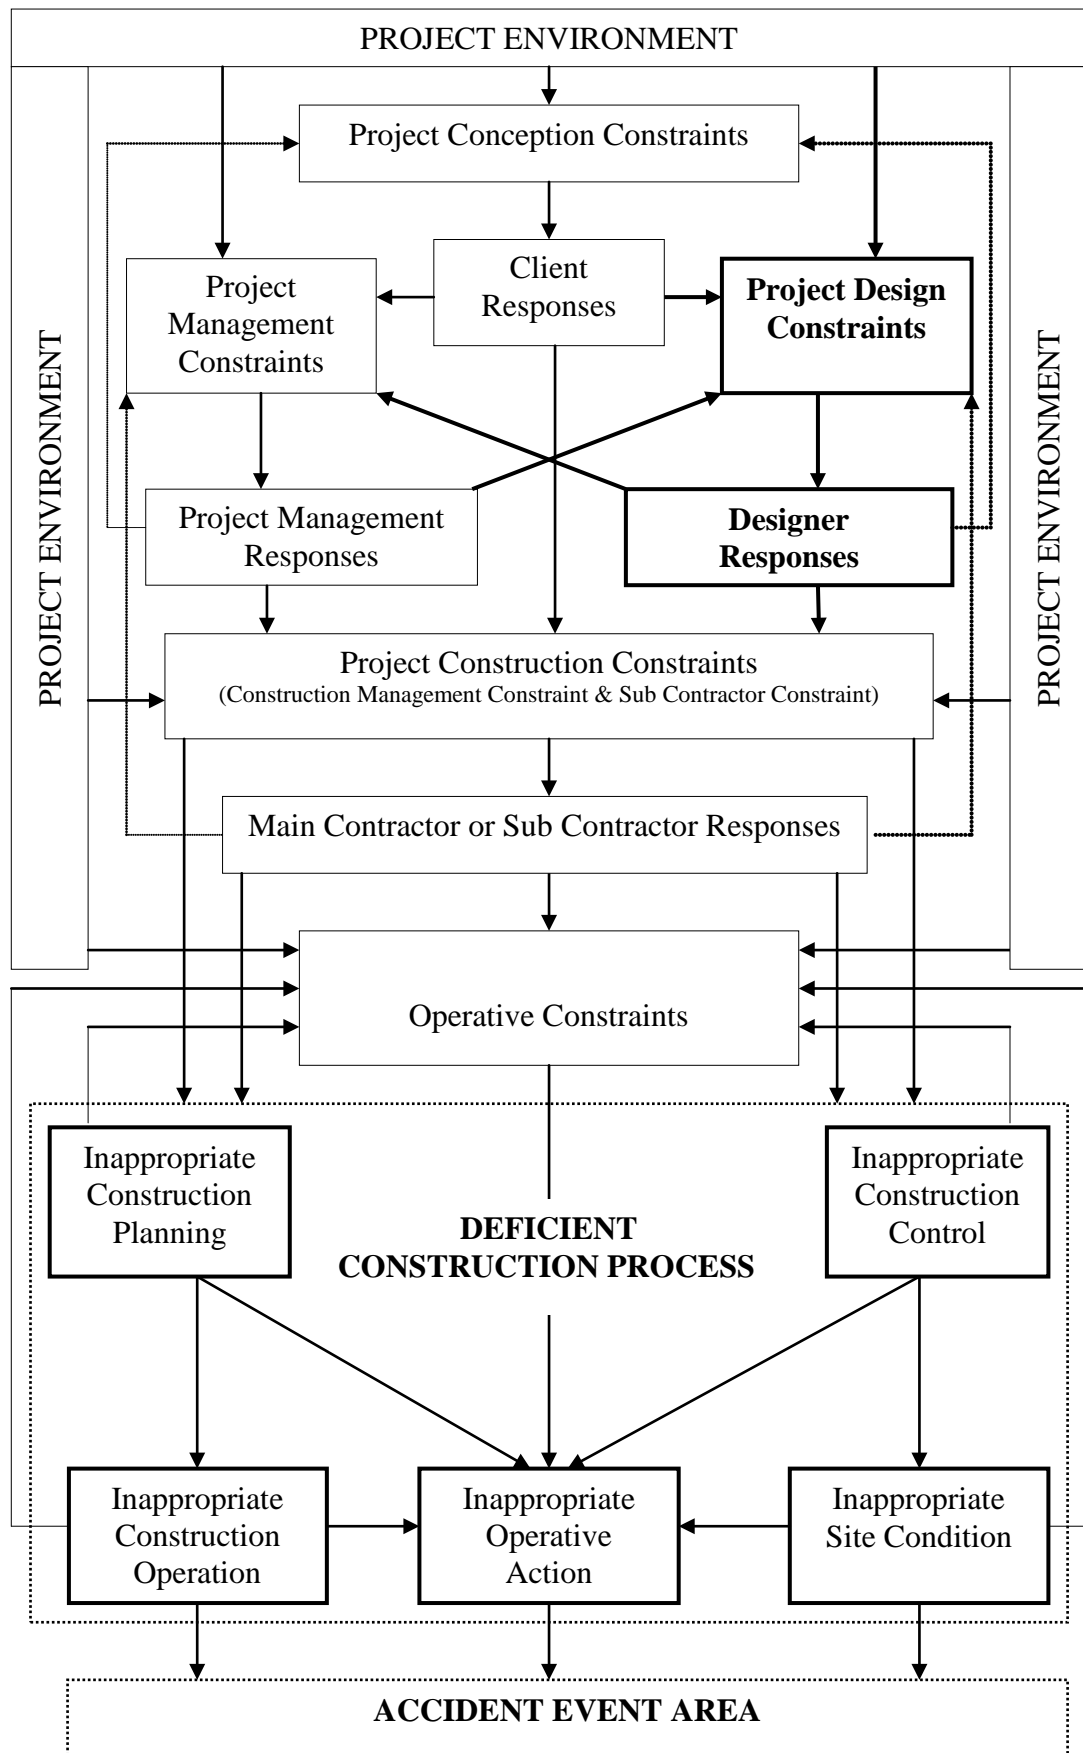 PROJECT ENVIRONMENT
Project Conception Constraints
Client
Responses
Project
Management
Constraints
Project Design
Constraints
PROJECT ENVIRONMENT
PROJECT ENVIRONMENT
Project Management
Responses
Designer
Responses
Project Construction Constraints
(Construction Management Constraint & Sub Contractor Constraint)
Main Contractor or Sub Contractor Responses
Operative Constraints
Inappropriate
Construction
Planning
Inappropriate
Construction
Control
DEFICIENT
CONSTRUCTION PROCESS
Inappropriate
Construction
Operation
Inappropriate
Operative
Action
Inappropriate
Site Condition
ACCIDENT EVENT AREA